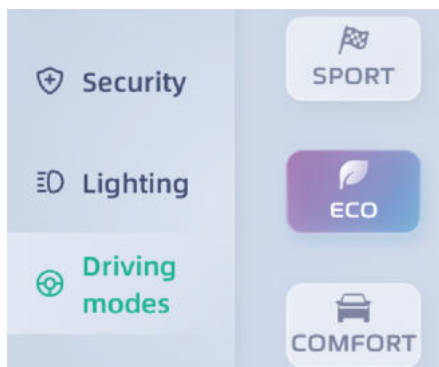 Security
Lighting
Driving
modes
SPORT
ECO
COMFORT